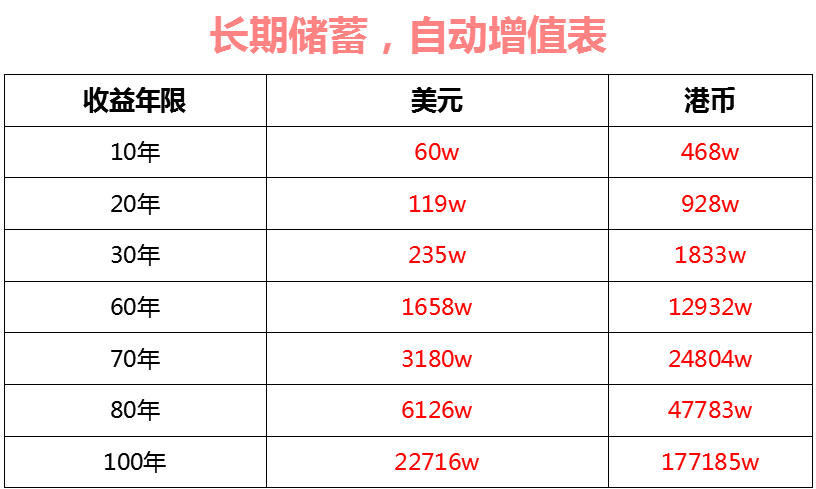 长期储蓄，自动增值表
收益年限 美元 港币
10年 60w 468w
20年 119w 928w
30年 235w 1833w
60年 1658w 12932w
70年 3180w 24804w
80年 6126w 47783w
100年 22716w 177185w